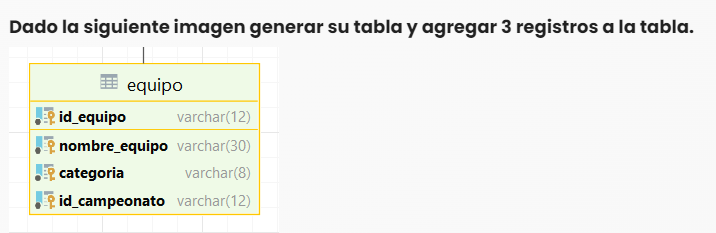 Dado la siguiente imagen generar su tabla y agregar 3 registros a la tabla.
equipo
id_equipo varchar(12)
nombre_equipo varchar(30)
categoria varchar(8)
id_campeonato varchar(12)